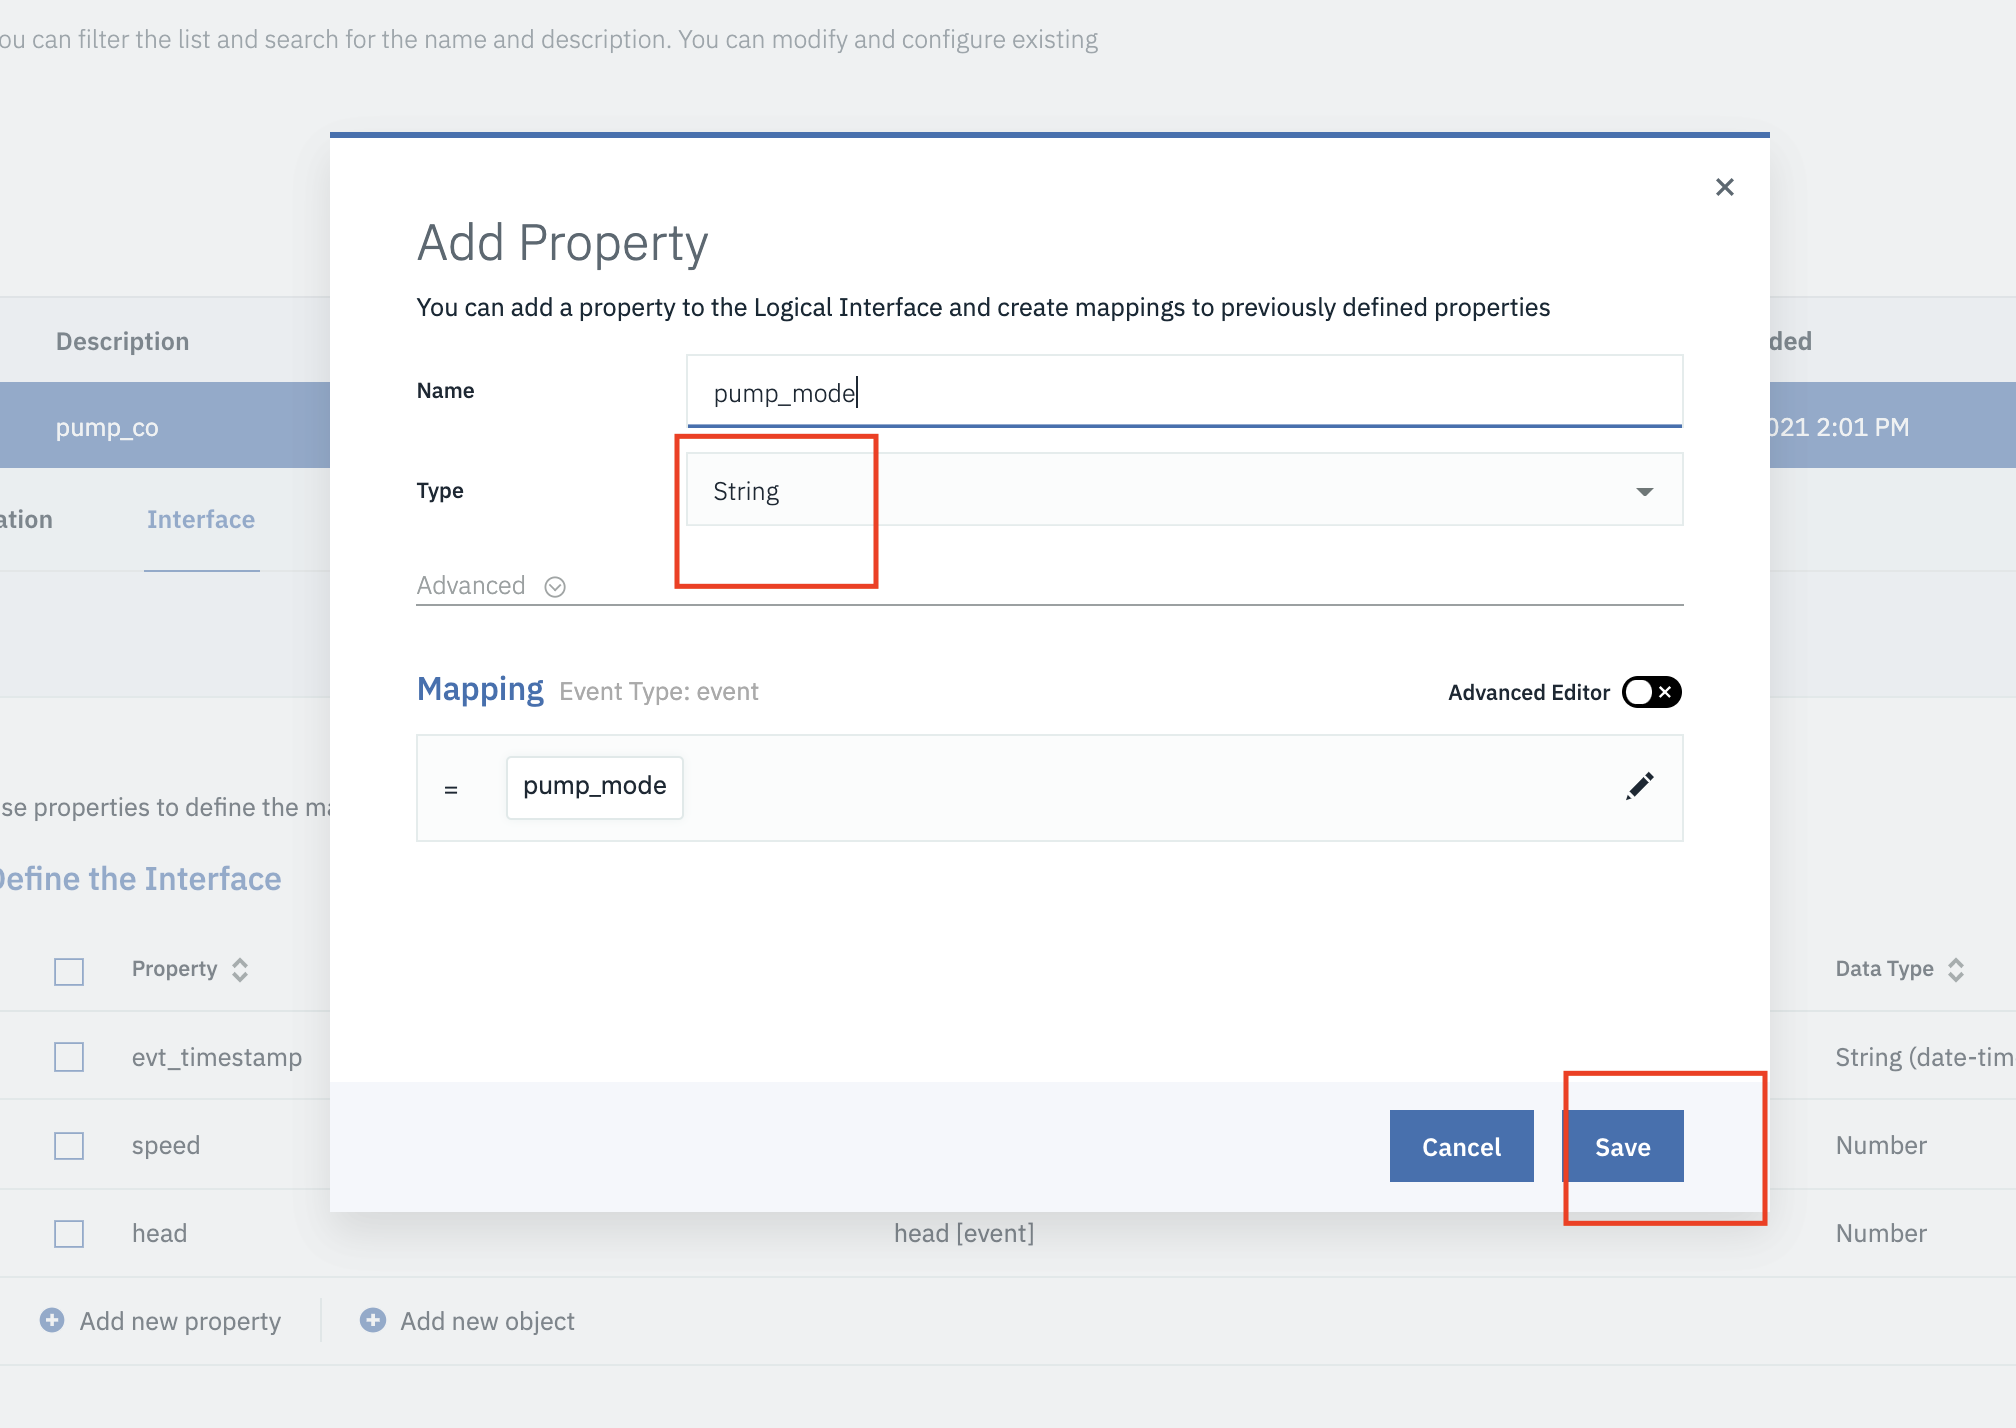 ou can filter the list and search for the name and description. You can modify and configure existing
Add Property
You can add a property to the Logical Interface and create mappings to previously defined properties
Description
ded
Name
pump_mode
pump_co
021 2:01 PM
Type
String
ation
Interface
Advanced
Mapping Event Type: event
Advanced Editor
= pump_mode
se properties to define the ma
Define the Interface
Property
Data Type
evt_timestamp
String (date-tim
Cancel
Save
speed
Number
head
head [event]
Number
Add new property
Add new object